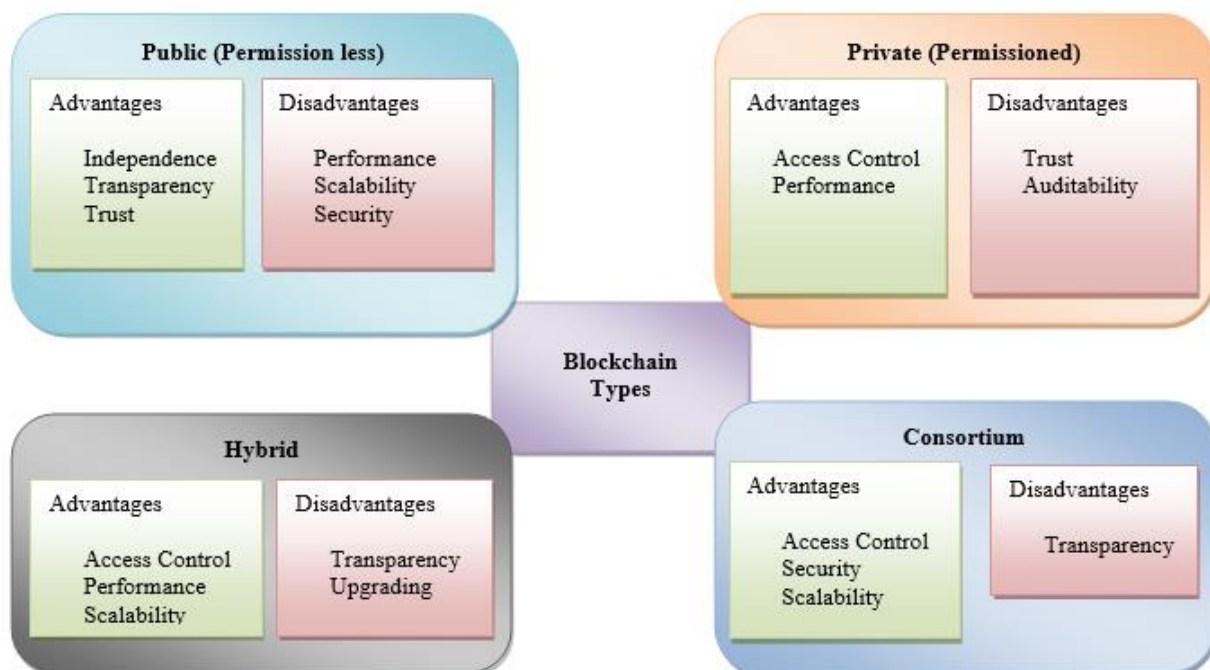 Public (Permission less)
Advantages
Independence
Transparency
Trust
Disadvantages
Performance
Scalability
Security
Private (Permissioned)
Advantages
Access Control
Performance
Disadvantages
Trust
Auditability
Blockchain
Types
Hybrid
Advantages
Access Control
Performance
Scalability
Disadvantages
Transparency
Upgrading
Consortium
Advantages
Access Control
Security
Scalability
Disadvantages
Transparency